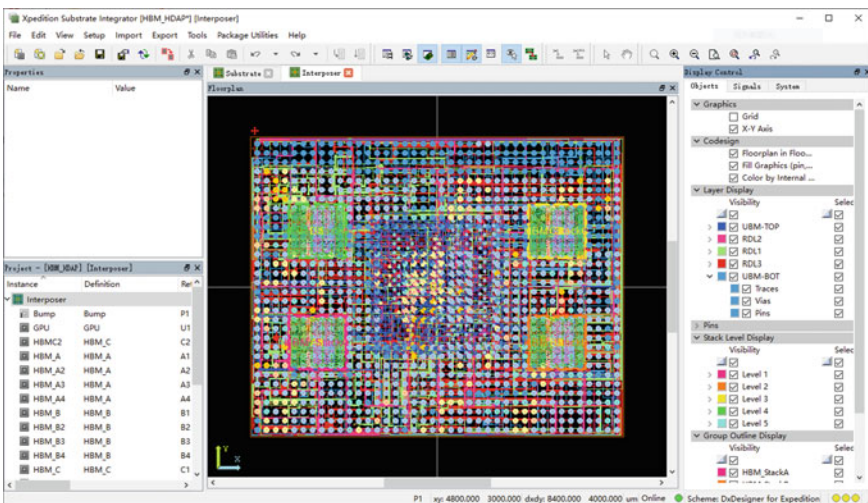 Xpedition Substrate Integrator [HBM_HDAP*] [Interposer]
File Edit View Setup Import Export Tools Package Utilities Help
Properties
Name Value
Substrate Interposer
Floorplan
Display Control
Objects Signals System
Graphics
Grid
X-Y Axis
Codesign
Floorplan in Floo...
Fill Graphics (pin,...
Color by Internal ...
Layer Display
Visibility Selec
UBM-TOP
RDL2
RDL1
RDL3
UBM-BOT
Traces
Vias
Pins
Pins
Stack Level Display
Visibility Selec
Level 1
Level 2
Level 3
Level 4
Level 5
Group Outline Display
Visibility Selec
HBM_StackA
Project - [HBM_HDAP] [Interposer]
Instance Definition Ref
Interposer
Bump Bump P1
GPU GPU U1
HBMC2 HBM_C C2
HBM_A HBM_A A1
HBM_A2 HBM_A A2
HBM_A3 HBM_A A3
HBM_A4 HBM_A A4
HBM_B HBM_B B1
HBM_B2 HBM_B B2
HBM_B3 HBM_B B3
HBM_B4 HBM_B B4
HBM_C HBM_C C1
Y
X
P1 xy: 4800.000 3000.000 dxdy: 8400.000 4000.000 um Online Scheme: DxDesigner for Expedition